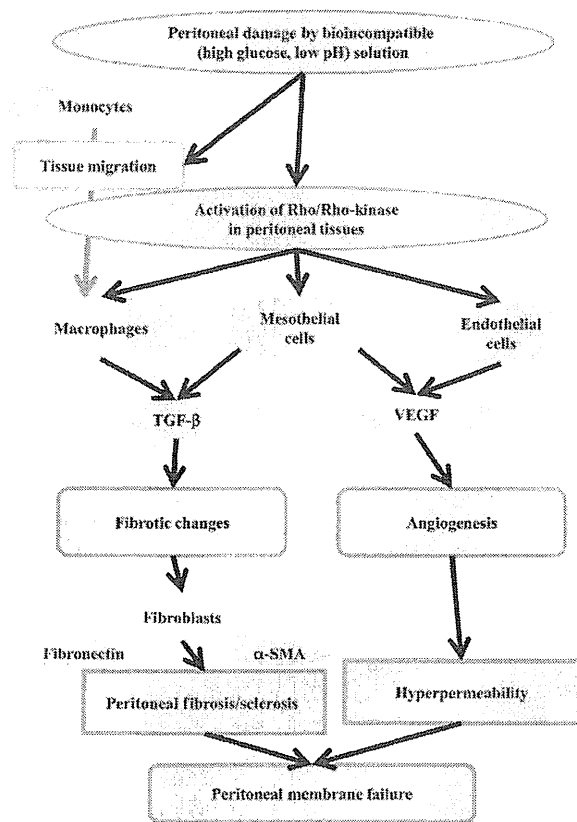 Peritoneal damage by bioincompatible
(high glucose, low pH) solution
Monocytes
Tissue migration
Activation of Rho/Rho-kinase
in peritoneal tissues
Macrophages
Mesothelial
cells
Endothelial
cells
TGF-β
VEGF
Fibrotic changes
Angiogenesis
Fibroblasts
Fibronectin
α-SMA
Peritoneal fibrosis/sclerosis
Hyperpermeability
Peritoneal membrane failure